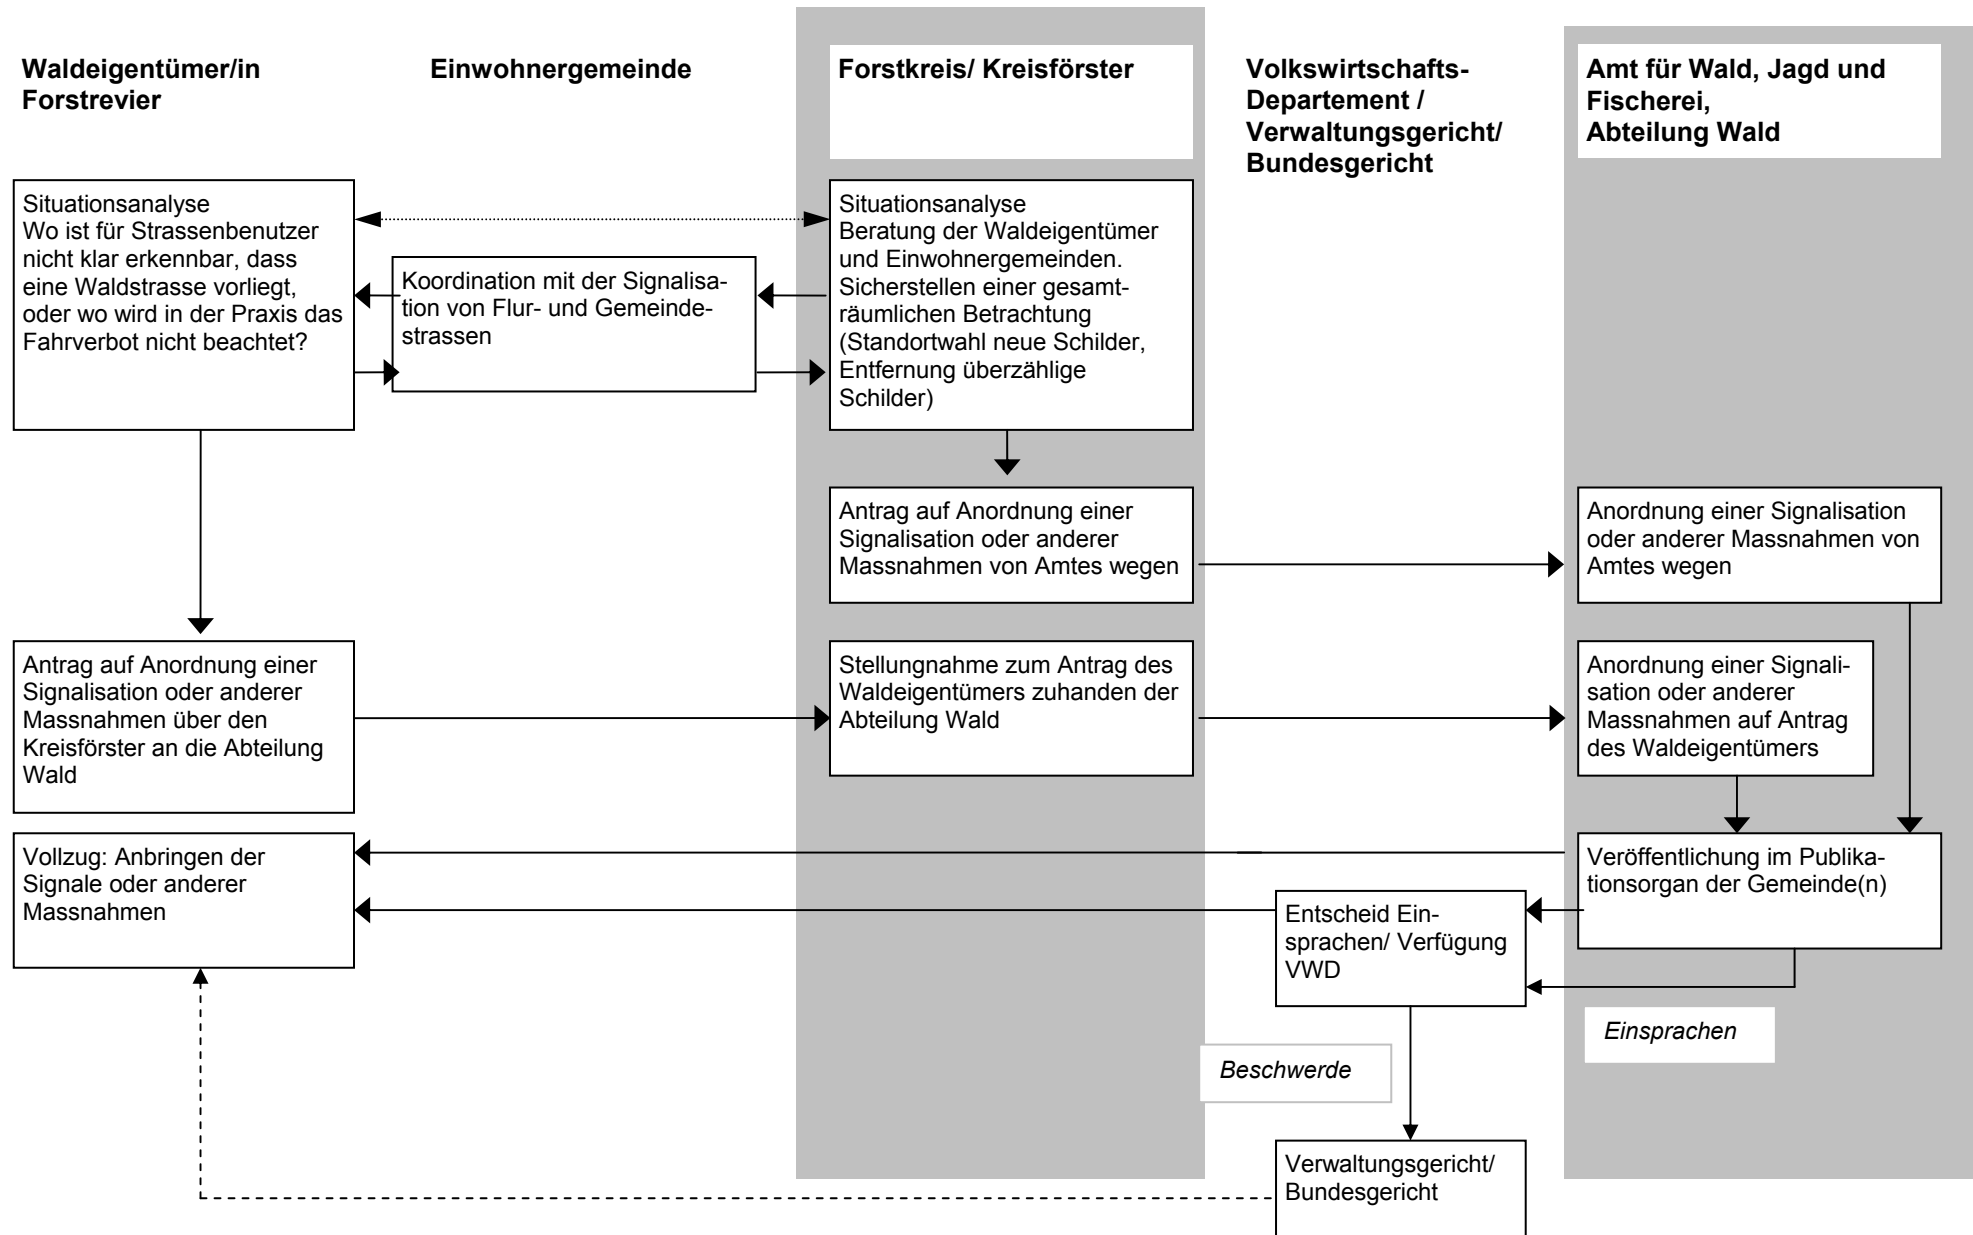 Waldeigentümer/in
Forstrevier
Einwohnergemeinde
Forstkreis/ Kreisförster
Volkswirtschafts-
Departement /
Verwaltungsgericht/
Bundesgericht
Amt für Wald, Jagd und
Fischerei,
Abteilung Wald
Situationsanalyse
Wo ist für Strassenbenutzer
nicht klar erkennbar, dass
eine Waldstrasse vorliegt,
oder wo wird in der Praxis das
Fahrverbot nicht beachtet?
Koordination mit der Signalisa-
tion von Flur- und Gemeinde-
strassen
Situationsanalyse
Beratung der Waldeigentümer
und Einwohnergemeinden.
Sicherstellen einer gesamt-
räumlichen Betrachtung
(Standortwahl neue Schilder,
Entfernung überzählige
Schilder)
Antrag auf Anordnung einer
Signalisation oder anderer
Massnahmen von Amtes wegen
Anordnung einer Signalisation
oder anderer Massnahmen von
Amtes wegen
Antrag auf Anordnung einer
Signalisation oder anderer
Massnahmen über den
Kreisförster an die Abteilung
Wald
Stellungnahme zum Antrag des
Waldeigentümers zuhanden der
Abteilung Wald
Anordnung einer Signali-
sation oder anderer
Massnahmen auf Antrag
des Waldeigentümers
Vollzug: Anbringen der
Signale oder anderer
Massnahmen
Veröffentlichung im Publika-
tionsorgan der Gemeinde(n)
Entscheid Ein-
sprachen/ Verfügung
VWD
Einsprachen
Beschwerde
Verwaltungsgericht/
Bundesgericht